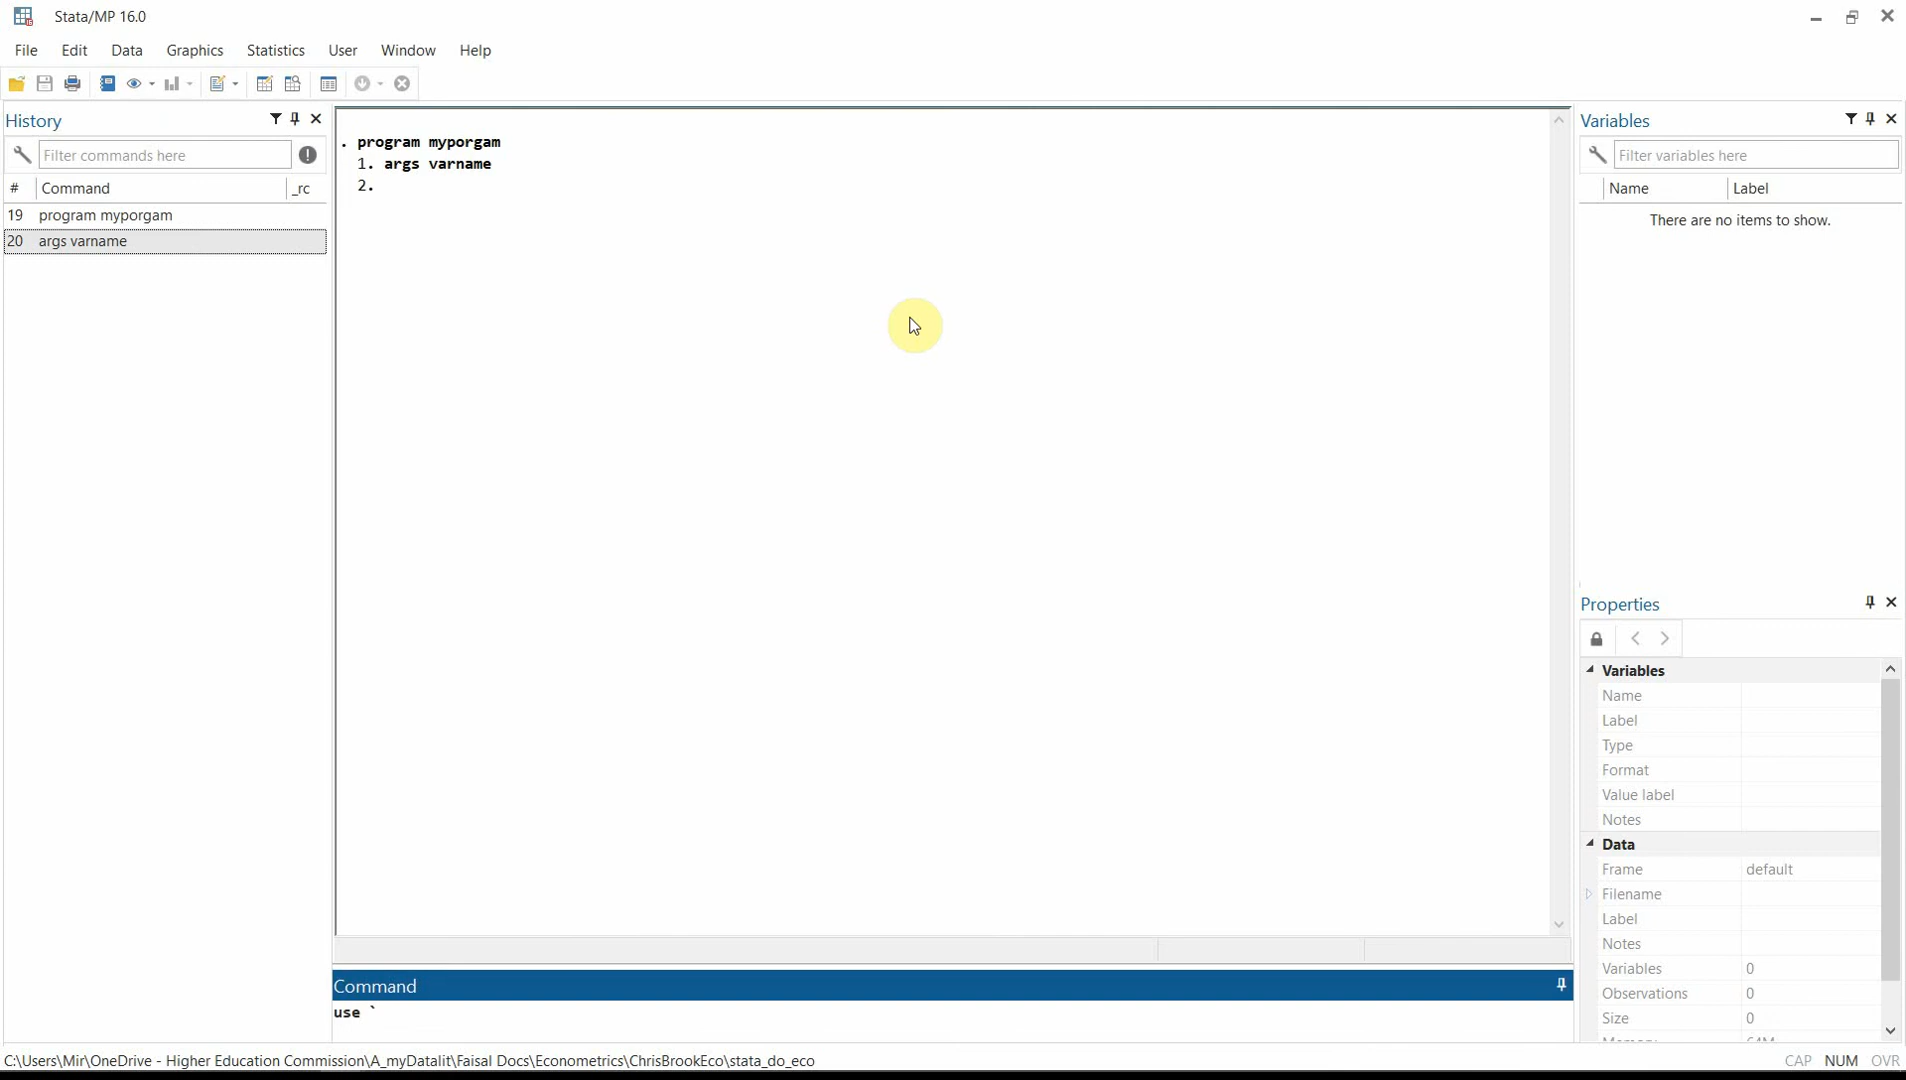 Stata/MP 16.0
File Edit Data Graphics Statistics User Window Help
History
Filter commands here
# Command _rc
19 program myporgam
20 args varname
. program myporgam
1. args varname
2.
Variables
Filter variables here
Name Label
There are no items to show.
Properties
Variables
Name
Label
Type
Format
Value label
Notes
Data
Frame default
Filename
Label
Notes
Variables 0
Observations 0
Size 0
Command
use `
C:\Users\Mir\OneDrive - Higher Education Commission\A_myDatalit\Faisal Docs\Econometrics\ChrisBrookEco\stata_do_eco
CAP NUM OVR